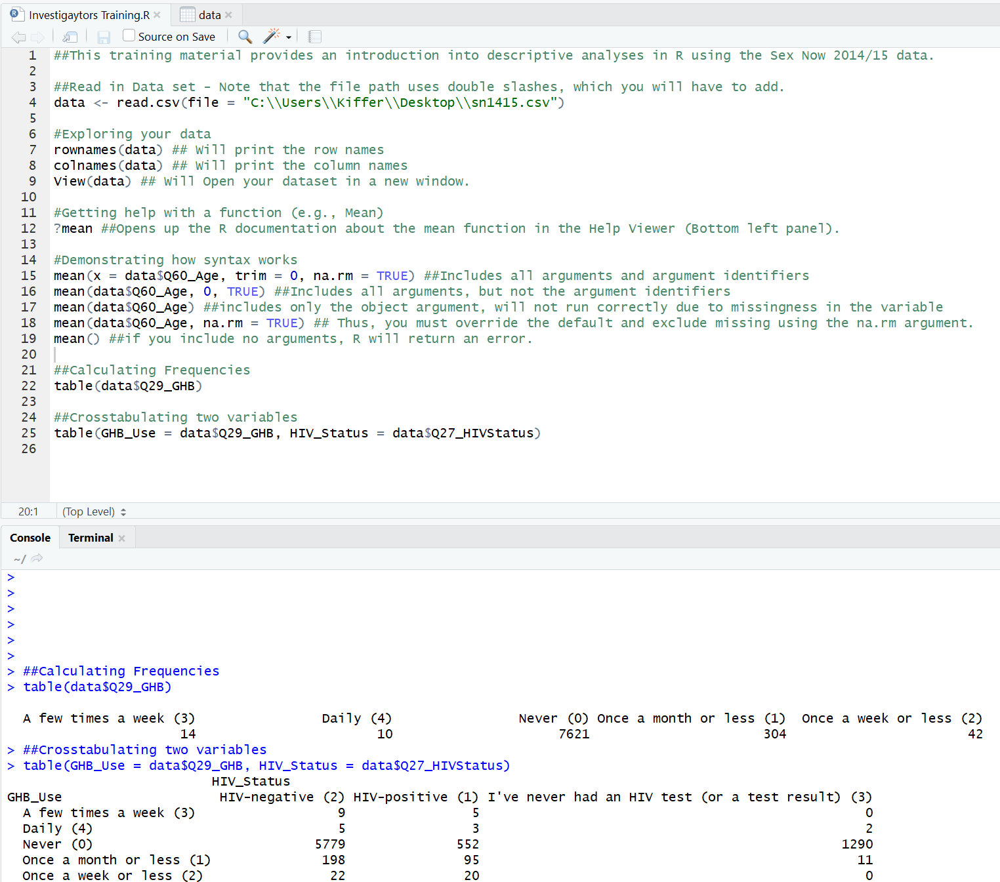 Investigaytors Training.R
data
Source on Save
1 ##This training material provides an introduction into descriptive analyses in R using the Sex Now 2014/15 data.
2
3 ##Read in Data set - Note that the file path uses double slashes, which you will have to add.
4 data <- read.csv(file = "C:\\Users\\Kiffer\\Desktop\\sn1415.csv")
5
6 #Exploring your data
7 rownames(data) ## Will print the row names
8 colnames(data) ## Will print the column names
9 View(data) ## Will Open your dataset in a new window.
10
11 #Getting help with a function (e.g., Mean)
12 ?mean ##Opens up the R documentation about the mean function in the Help Viewer (Bottom left panel).
13
14 #Demonstrating how syntax works
15 mean(x = data$Q60_Age, trim = 0, na.rm = TRUE) ##Includes all arguments and argument identifiers
16 mean(data$Q60_Age, 0, TRUE) ##Includes all arguments, but not the argument identifiers
17 mean(data$Q60_Age) ##includes only the object argument, will not run correctly due to missingness in the variable
18 mean(data$Q60_Age, na.rm = TRUE) ## Thus, you must override the default and exclude missing using the na.rm argument.
19 mean() ##if you include no arguments, R will return an error.
20
21 ##Calculating Frequencies
22 table(data$Q29_GHB)
23
24 ##Crosstabulating two variables
25 table(GHB_Use = data$Q29_GHB, HIV_Status = data$Q27_HIVStatus)
26
20:1 (Top Level)
Console Terminal
~/
>
>
>
>
>
>
> ##Calculating Frequencies
> table(data$Q29_GHB)
A few times a week (3) Daily (4) Never (0) Once a month or less (1) Once a week or less (2)
14 10 7621 304 42
> ##Crosstabulating two variables
> table(GHB_Use = data$Q29_GHB, HIV_Status = data$Q27_HIVStatus)
HIV_Status
GHB_Use HIV-negative (2) HIV-positive (1) I've never had an HIV test (or a test result) (3)
A few times a week (3) 9 5 0
Daily (4) 5 3 2
Never (0) 5779 552 1290
Once a month or less (1) 198 95 11
Once a week or less (2) 22 20 0